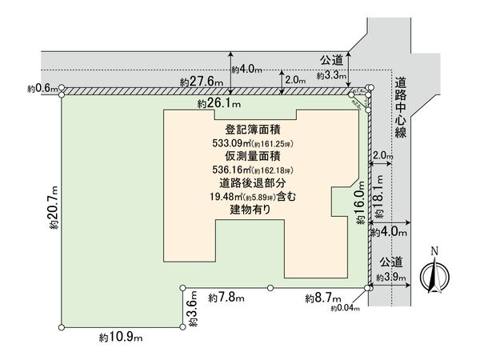 公道
約4.0m
約3.3m
2.0m
約0.6m
約27.6m
約26.1m
道路中心線
登記簿面積
533.09㎡(約161.25坪)
仮測量面積
536.16㎡(約162.18坪)
道路後退部分
19.48㎡(約5.89坪)含む
建物有り
2.0m
約20.7m
約16.0m
約18.1m
約4.0m
公道
約3.9m
N
約7.8m
約8.7m
約0.04m
約3.6m
約10.9m